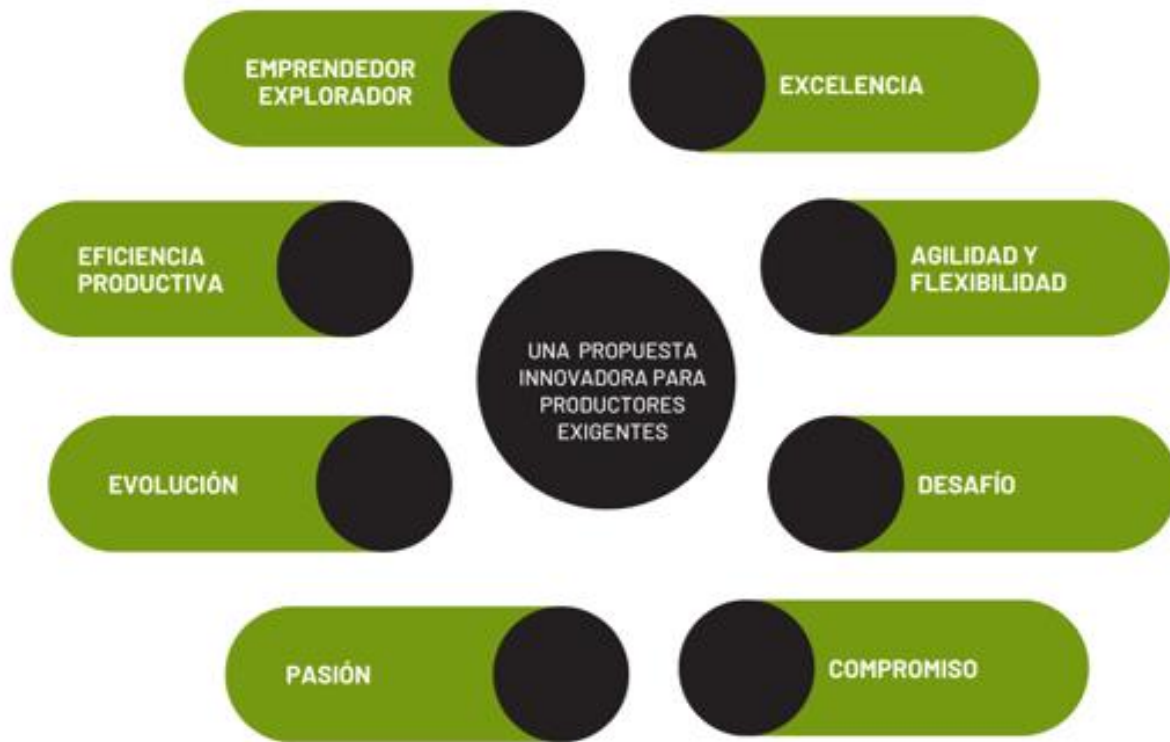 EMPRENDEDOR
EXPLORADOR
EXCELENCIA
EFICIENCIA
PRODUCTIVA
AGILIDAD Y
FLEXIBILIDAD
UNA PROPUESTA
INNOVADORA PARA
PRODUCTORES
EXIGENTES
EVOLUCIÓN
DESAFÍO
PASIÓN
COMPROMISO